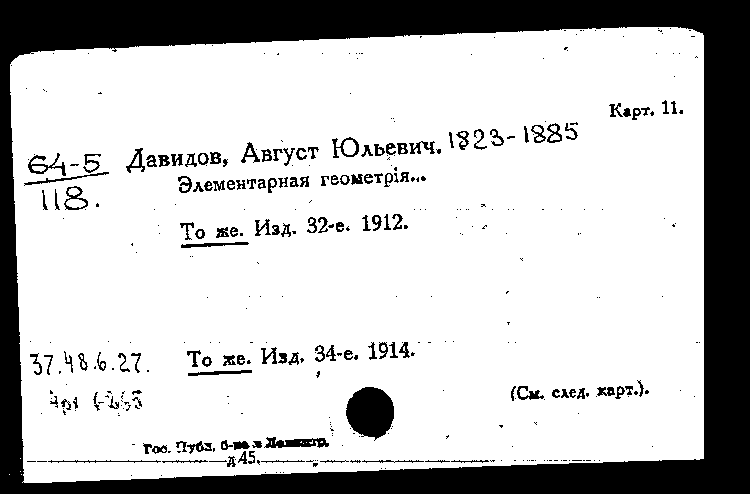 Карт. 11.
64-5 Давидов, Август Юльевич. 1823-1885
118. Элементарная геометрія...
То же. Изд. 32-е. 1912.
37.48.6.27. То же. Изд. 34-е. 1914.
(См. след. карт.).
Гос. Публ. б-ка в Ленингр.
д 45.